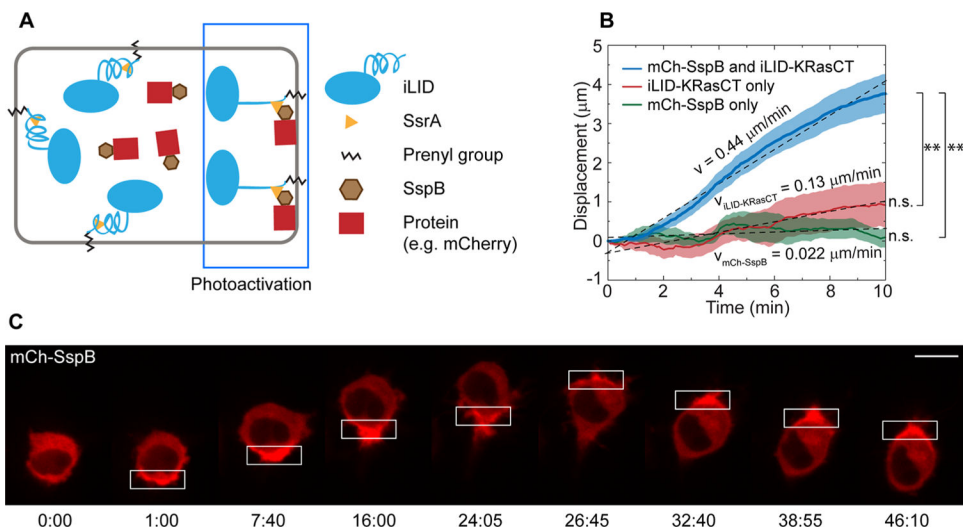 A
iLID
SsrA
Prenyl group
SspB
Protein
(e.g. mCherry)
Photoactivation
B
5
4
3
2
1
0
-1
Displacement (μm)
mCh-SspB and iLID-KRasCT
iLID-KRasCT only
mCh-SspB only
v = 0.44 μm/min
v_iLID-KRasCT = 0.13 μm/min
v_mCh-SspB = 0.022 μm/min
n.s.
n.s.
** **
0 2 4 6 8 10
Time (min)
C
mCh-SspB
0:00 1:00 7:40 16:00 24:05 26:45 32:40 38:55 46:10